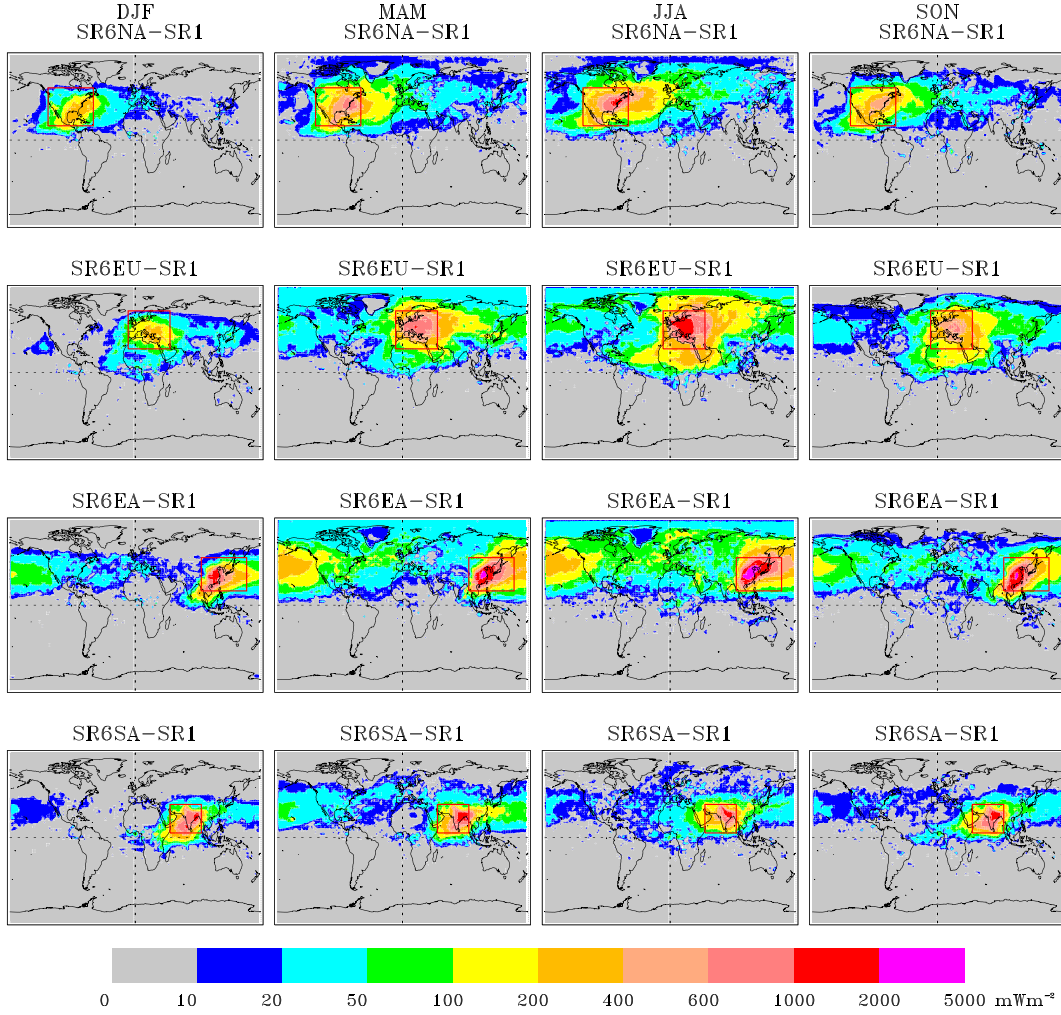 DJF MAM JJA SON
SR6NA−SR1 SR6NA−SR1 SR6NA−SR1 SR6NA−SR1
SR6EU−SR1 SR6EU−SR1 SR6EU−SR1 SR6EU−SR1
SR6EA−SR1 SR6EA−SR1 SR6EA−SR1 SR6EA−SR1
SR6SA−SR1 SR6SA−SR1 SR6SA−SR1 SR6SA−SR1
0 10 20 50 100 200 400 600 1000 2000 5000 mWm⁻²